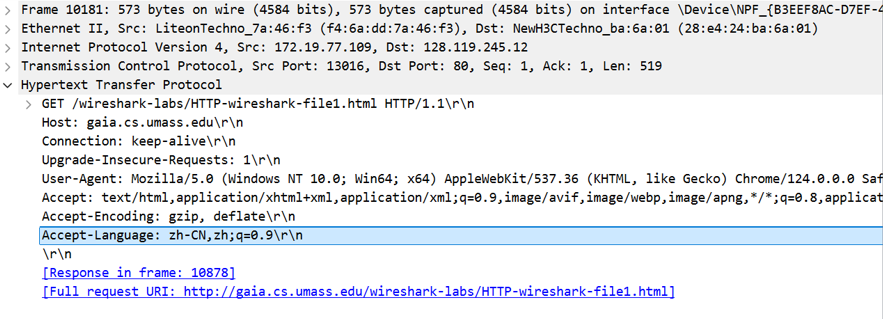 Frame 10181: 573 bytes on wire (4584 bits), 573 bytes captured (4584 bits) on interface \Device\NPF_{B3EEF8AC-D7EF-4
Ethernet II, Src: LiteonTechno_7a:46:f3 (f4:6a:dd:7a:46:f3), Dst: NewH3CTechno_ba:6a:01 (28:e4:24:ba:6a:01)
Internet Protocol Version 4, Src: 172.19.77.109, Dst: 128.119.245.12
Transmission Control Protocol, Src Port: 13016, Dst Port: 80, Seq: 1, Ack: 1, Len: 519
Hypertext Transfer Protocol
GET /wireshark-labs/HTTP-wireshark-file1.html HTTP/1.1\r\n
Host: gaia.cs.umass.edu\r\n
Connection: keep-alive\r\n
Upgrade-Insecure-Requests: 1\r\n
User-Agent: Mozilla/5.0 (Windows NT 10.0; Win64; x64) AppleWebKit/537.36 (KHTML, like Gecko) Chrome/124.0.0.0 Saf
Accept: text/html,application/xhtml+xml,application/xml;q=0.9,image/avif,image/webp,image/apng,*/*;q=0.8,applicat
Accept-Encoding: gzip, deflate\r\n
Accept-Language: zh-CN,zh;q=0.9\r\n
\r\n
[Response in frame: 10878]
[Full request URI: http://gaia.cs.umass.edu/wireshark-labs/HTTP-wireshark-file1.html]